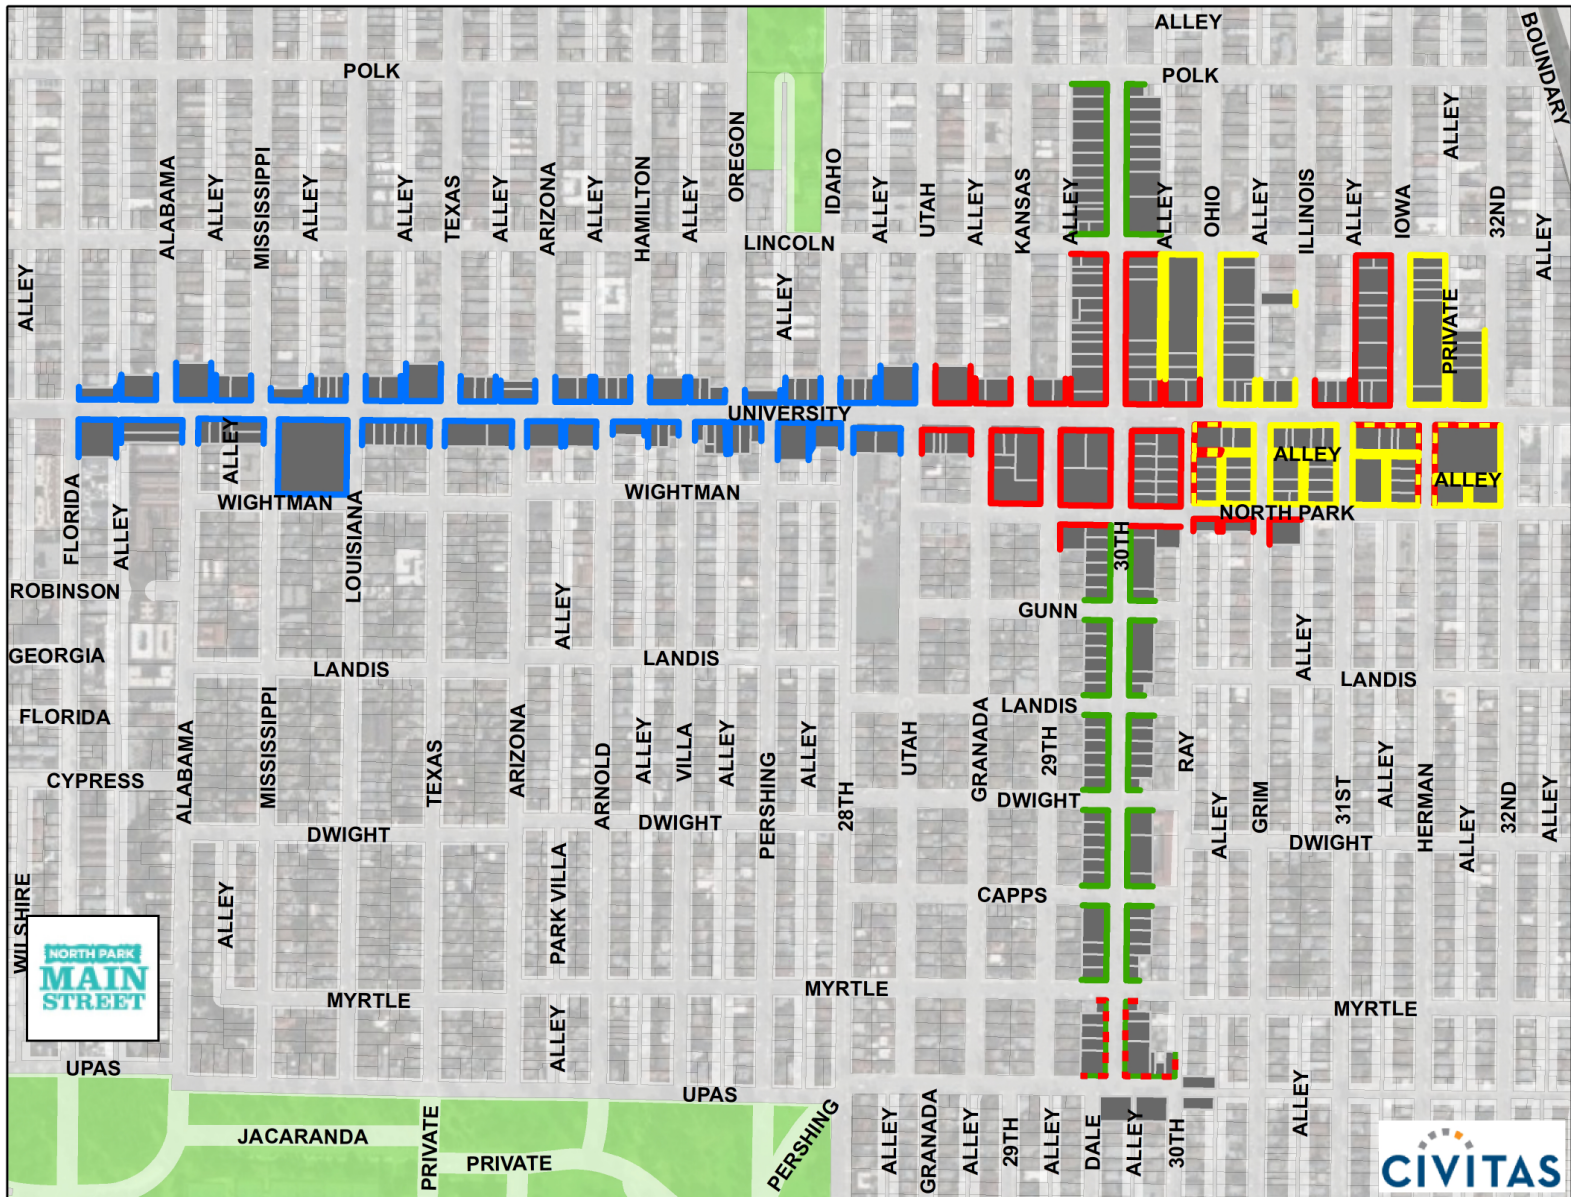 ALLEY
BOUNDARY
POLK
POLK
ALLEY
OREGON
IDAHO
ALABAMA
ALLEY
MISSISSIPPI
ALLEY
ALLEY
TEXAS
ALLEY
ARIZONA
ALLEY
HAMILTON
ALLEY
ALLEY
UTAH
ALLEY
KANSAS
ALLEY
ALLEY
OHIO
ALLEY
ILLINOIS
ALLEY
IOWA
32ND
ALLEY
LINCOLN
ALLEY
ALLEY
PRIVATE
UNIVERSITY
ALLEY
ALLEY
ALLEY
WIGHTMAN
WIGHTMAN
NORTH PARK
FLORIDA
ALLEY
LOUISIANA
30TH
ROBINSON
ALLEY
GUNN
ALLEY
GEORGIA
LANDIS
LANDIS
LANDIS
FLORIDA
LANDIS
ALABAMA
MISSISSIPPI
TEXAS
ARIZONA
ARNOLD
ALLEY
VILLA
ALLEY
PERSHING
ALLEY
28TH
UTAH
GRANADA
29TH
RAY
ALLEY
GRIM
31ST
ALLEY
HERMAN
ALLEY
32ND
ALLEY
CYPRESS
DWIGHT
DWIGHT
DWIGHT
DWIGHT
WILSHIRE
ALLEY
PARK VILLA
CAPPS
NORTH PARK
MAIN
STREET
MYRTLE
MYRTLE
MYRTLE
ALLEY
UPAS
UPAS
ALLEY
JACARANDA
PRIVATE
PRIVATE
PERSHING
ALLEY
GRANADA
ALLEY
29TH
ALLEY
DALE
ALLEY
30TH
CIVITAS